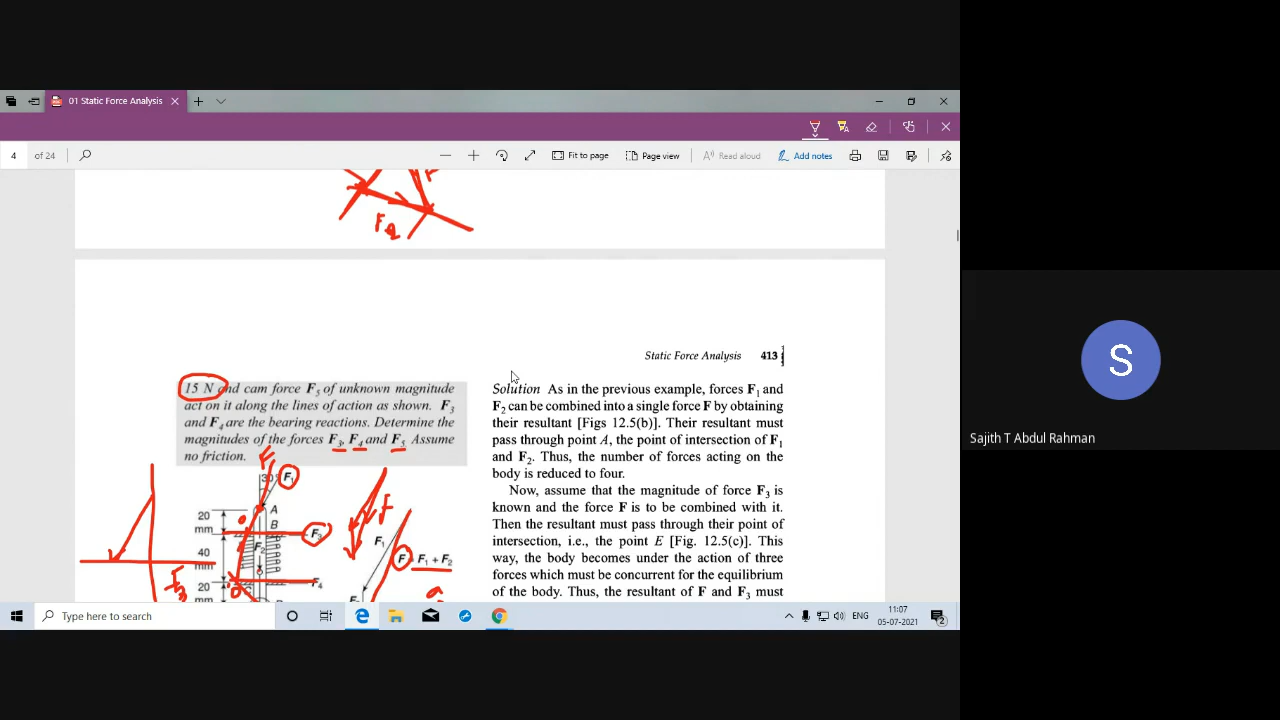 01 Static Force Analysis
4 of 24
Fit to page
Page view
Read aloud
Add notes
F2
Static Force Analysis 413
15 N and cam force F5 of unknown magnitude
act on it along the lines of action as shown. F3
and F4 are the bearing reactions. Determine the
magnitudes of the forces F3, F4 and F5 Assume
no friction.
Solution As in the previous example, forces F1 and
F2 can be combined into a single force F by obtaining
their resultant [Figs 12.5(b)]. Their resultant must
pass through point A, the point of intersection of F1
and F2. Thus, the number of forces acting on the
body is reduced to four.
Now, assume that the magnitude of force F3 is
known and the force F is to be combined with it.
Then the resultant must pass through their point of
intersection, i.e., the point E [Fig. 12.5(c)]. This
way, the body becomes under the action of three
forces which must be concurrent for the equilibrium
of the body. Thus, the resultant of F and F3 must
30° F1
A
20
mm
B
F3
F2
40
mm
F4
20
mm
F
F1
F F1 + F2
F3
Sajith T Abdul Rahman
S
Type here to search
ENG
11:07
05-07-2021
2